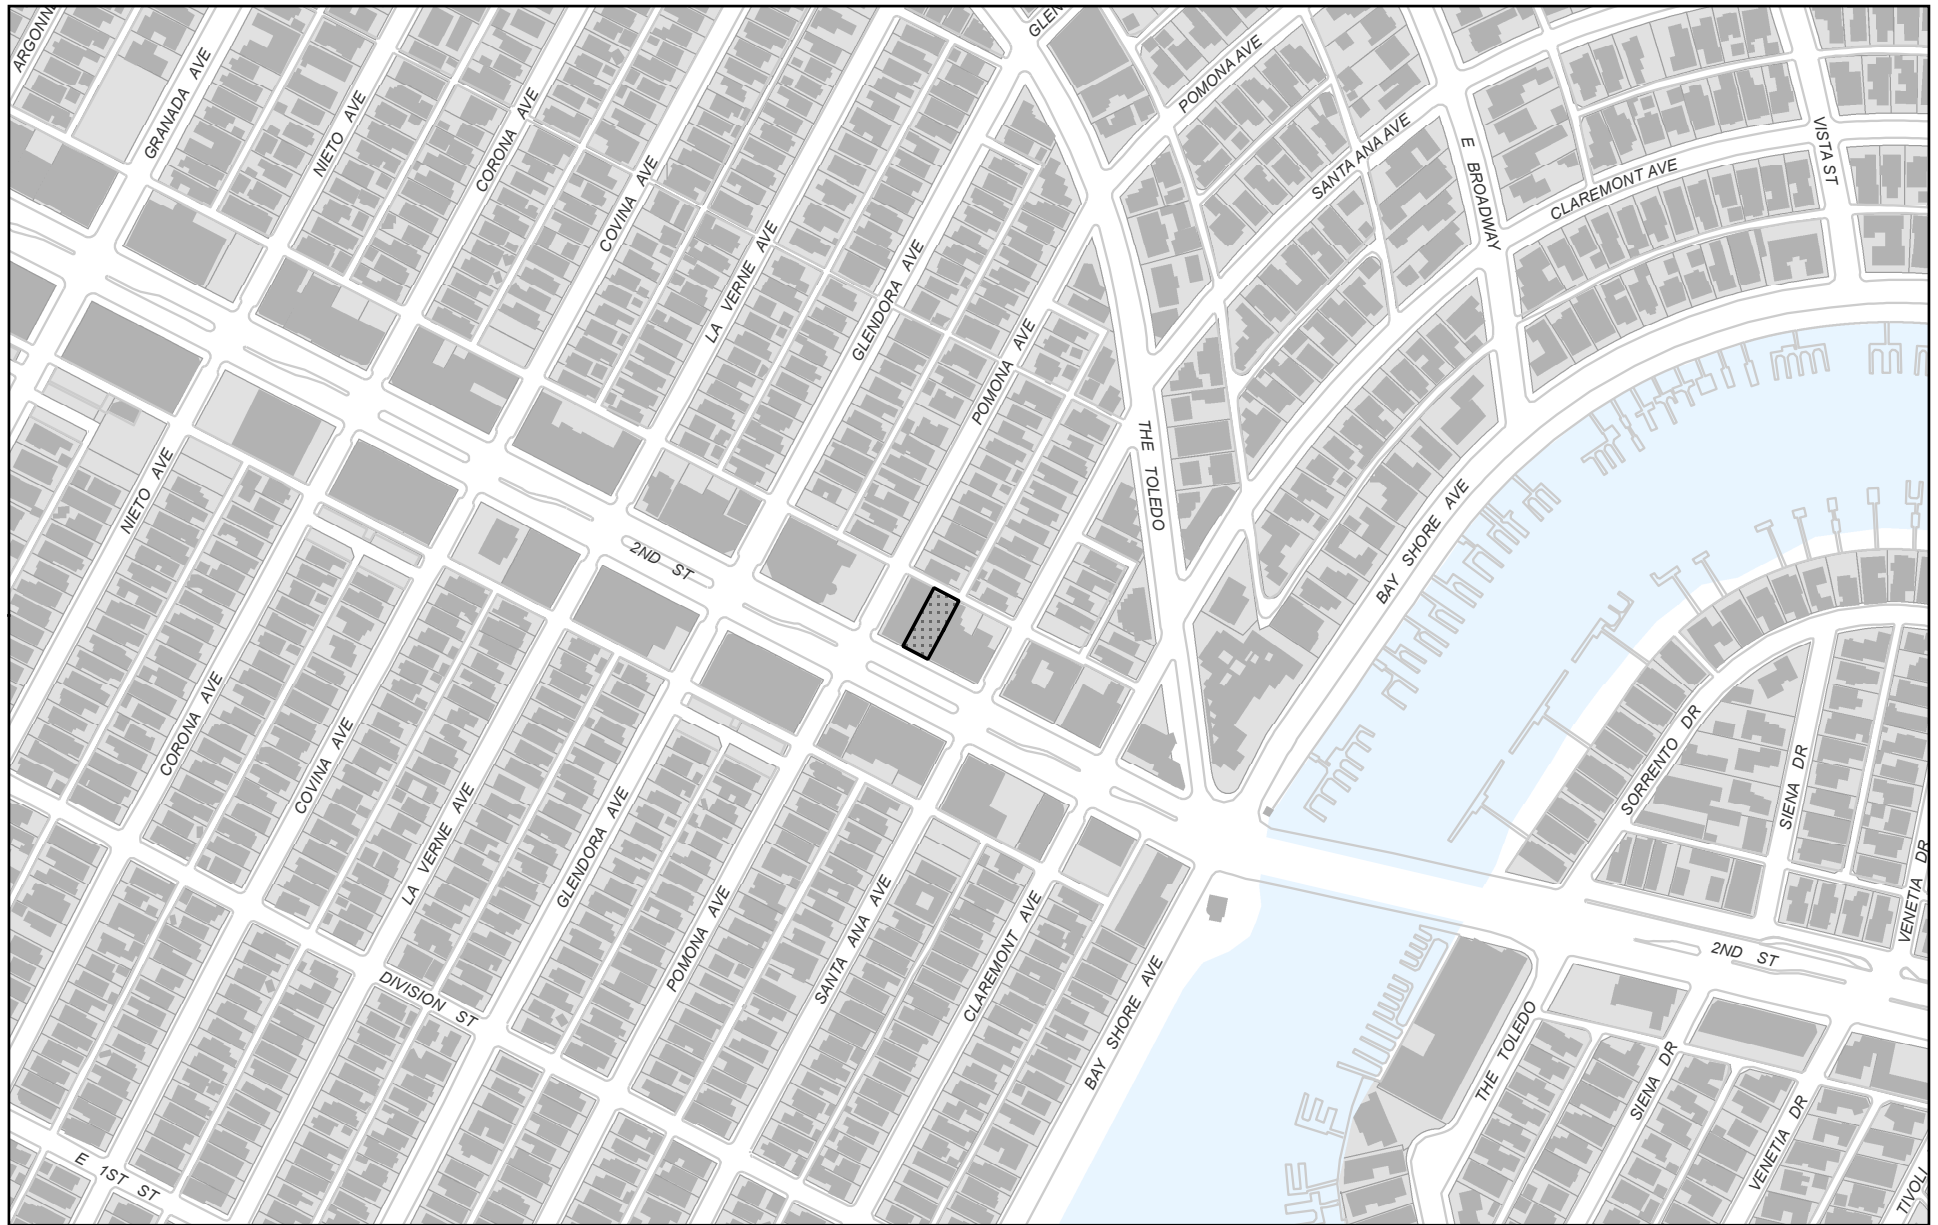 ARGONN
GRANADA AVE
NIETO AVE
CORONA AVE
COVINA AVE
LA VERNE AVE
GLENDORA AVE
POMONA AVE
GLEN
POMONA AVE
SANTA ANA AVE
E BROADWAY
CLAREMONT AVE
VISTA ST
THE TOLEDO
BAY SHORE AVE
2ND ST
NIETO AVE
CORONA AVE
COVINA AVE
LA VERNE AVE
GLENDORA AVE
POMONA AVE
SANTA ANA AVE
CLAREMONT AVE
BAY SHORE AVE
SORRENTO DR
SIENA DR
VENETIA DR
2ND ST
DIVISION ST
THE TOLEDO
SIENA DR
VENETIA DR
TIVOLI
E 1ST ST